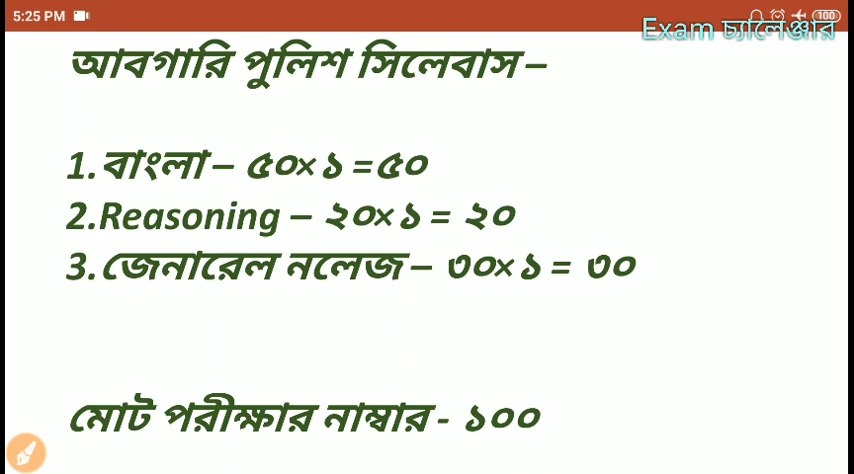 5:25 PM
100
Exam চ্যালেঞ্জার
আবগারি পুলিশ সিলেবাস –
1.বাংলা – ৫০×১ =৫০
2.Reasoning – ২০×১ = ২০
3.জেনারেল নলেজ – ৩০×১ = ৩০
মোট পরীক্ষার নাম্বার - ১০০